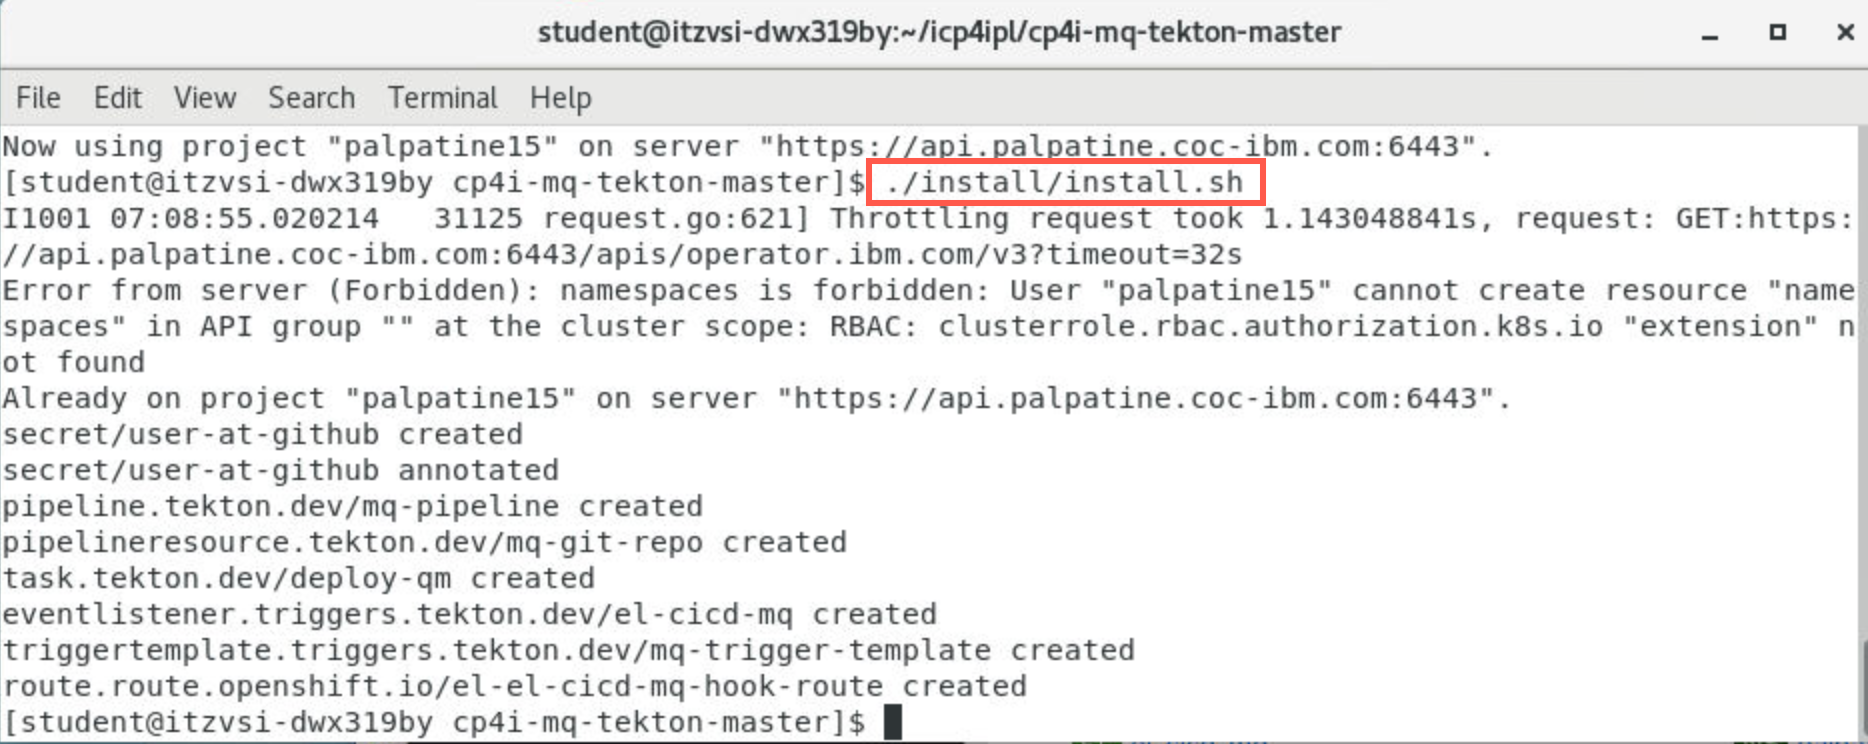 student@itzvsi-dwx319by:~/icp4ipl/cp4i-mq-tekton-master
File Edit View Search Terminal Help
Now using project "palpatine15" on server "https://api.palpatine.coc-ibm.com:6443".
[student@itzvsi-dwx319by cp4i-mq-tekton-master]$ ./install/install.sh
I1001 07:08:55.020214   31125 request.go:621] Throttling request took 1.143048841s, request: GET:https:
//api.palpatine.coc-ibm.com:6443/apis/operator.ibm.com/v3?timeout=32s
Error from server (Forbidden): namespaces is forbidden: User "palpatine15" cannot create resource "name
spaces" in API group "" at the cluster scope: RBAC: clusterrole.rbac.authorization.k8s.io "extension" n
ot found
Already on project "palpatine15" on server "https://api.palpatine.coc-ibm.com:6443".
secret/user-at-github created
secret/user-at-github annotated
pipeline.tekton.dev/mq-pipeline created
pipelineresource.tekton.dev/mq-git-repo created
task.tekton.dev/deploy-qm created
eventlistener.triggers.tekton.dev/el-cicd-mq created
triggertemplate.triggers.tekton.dev/mq-trigger-template created
route.route.openshift.io/el-el-cicd-mq-hook-route created
[student@itzvsi-dwx319by cp4i-mq-tekton-master]$